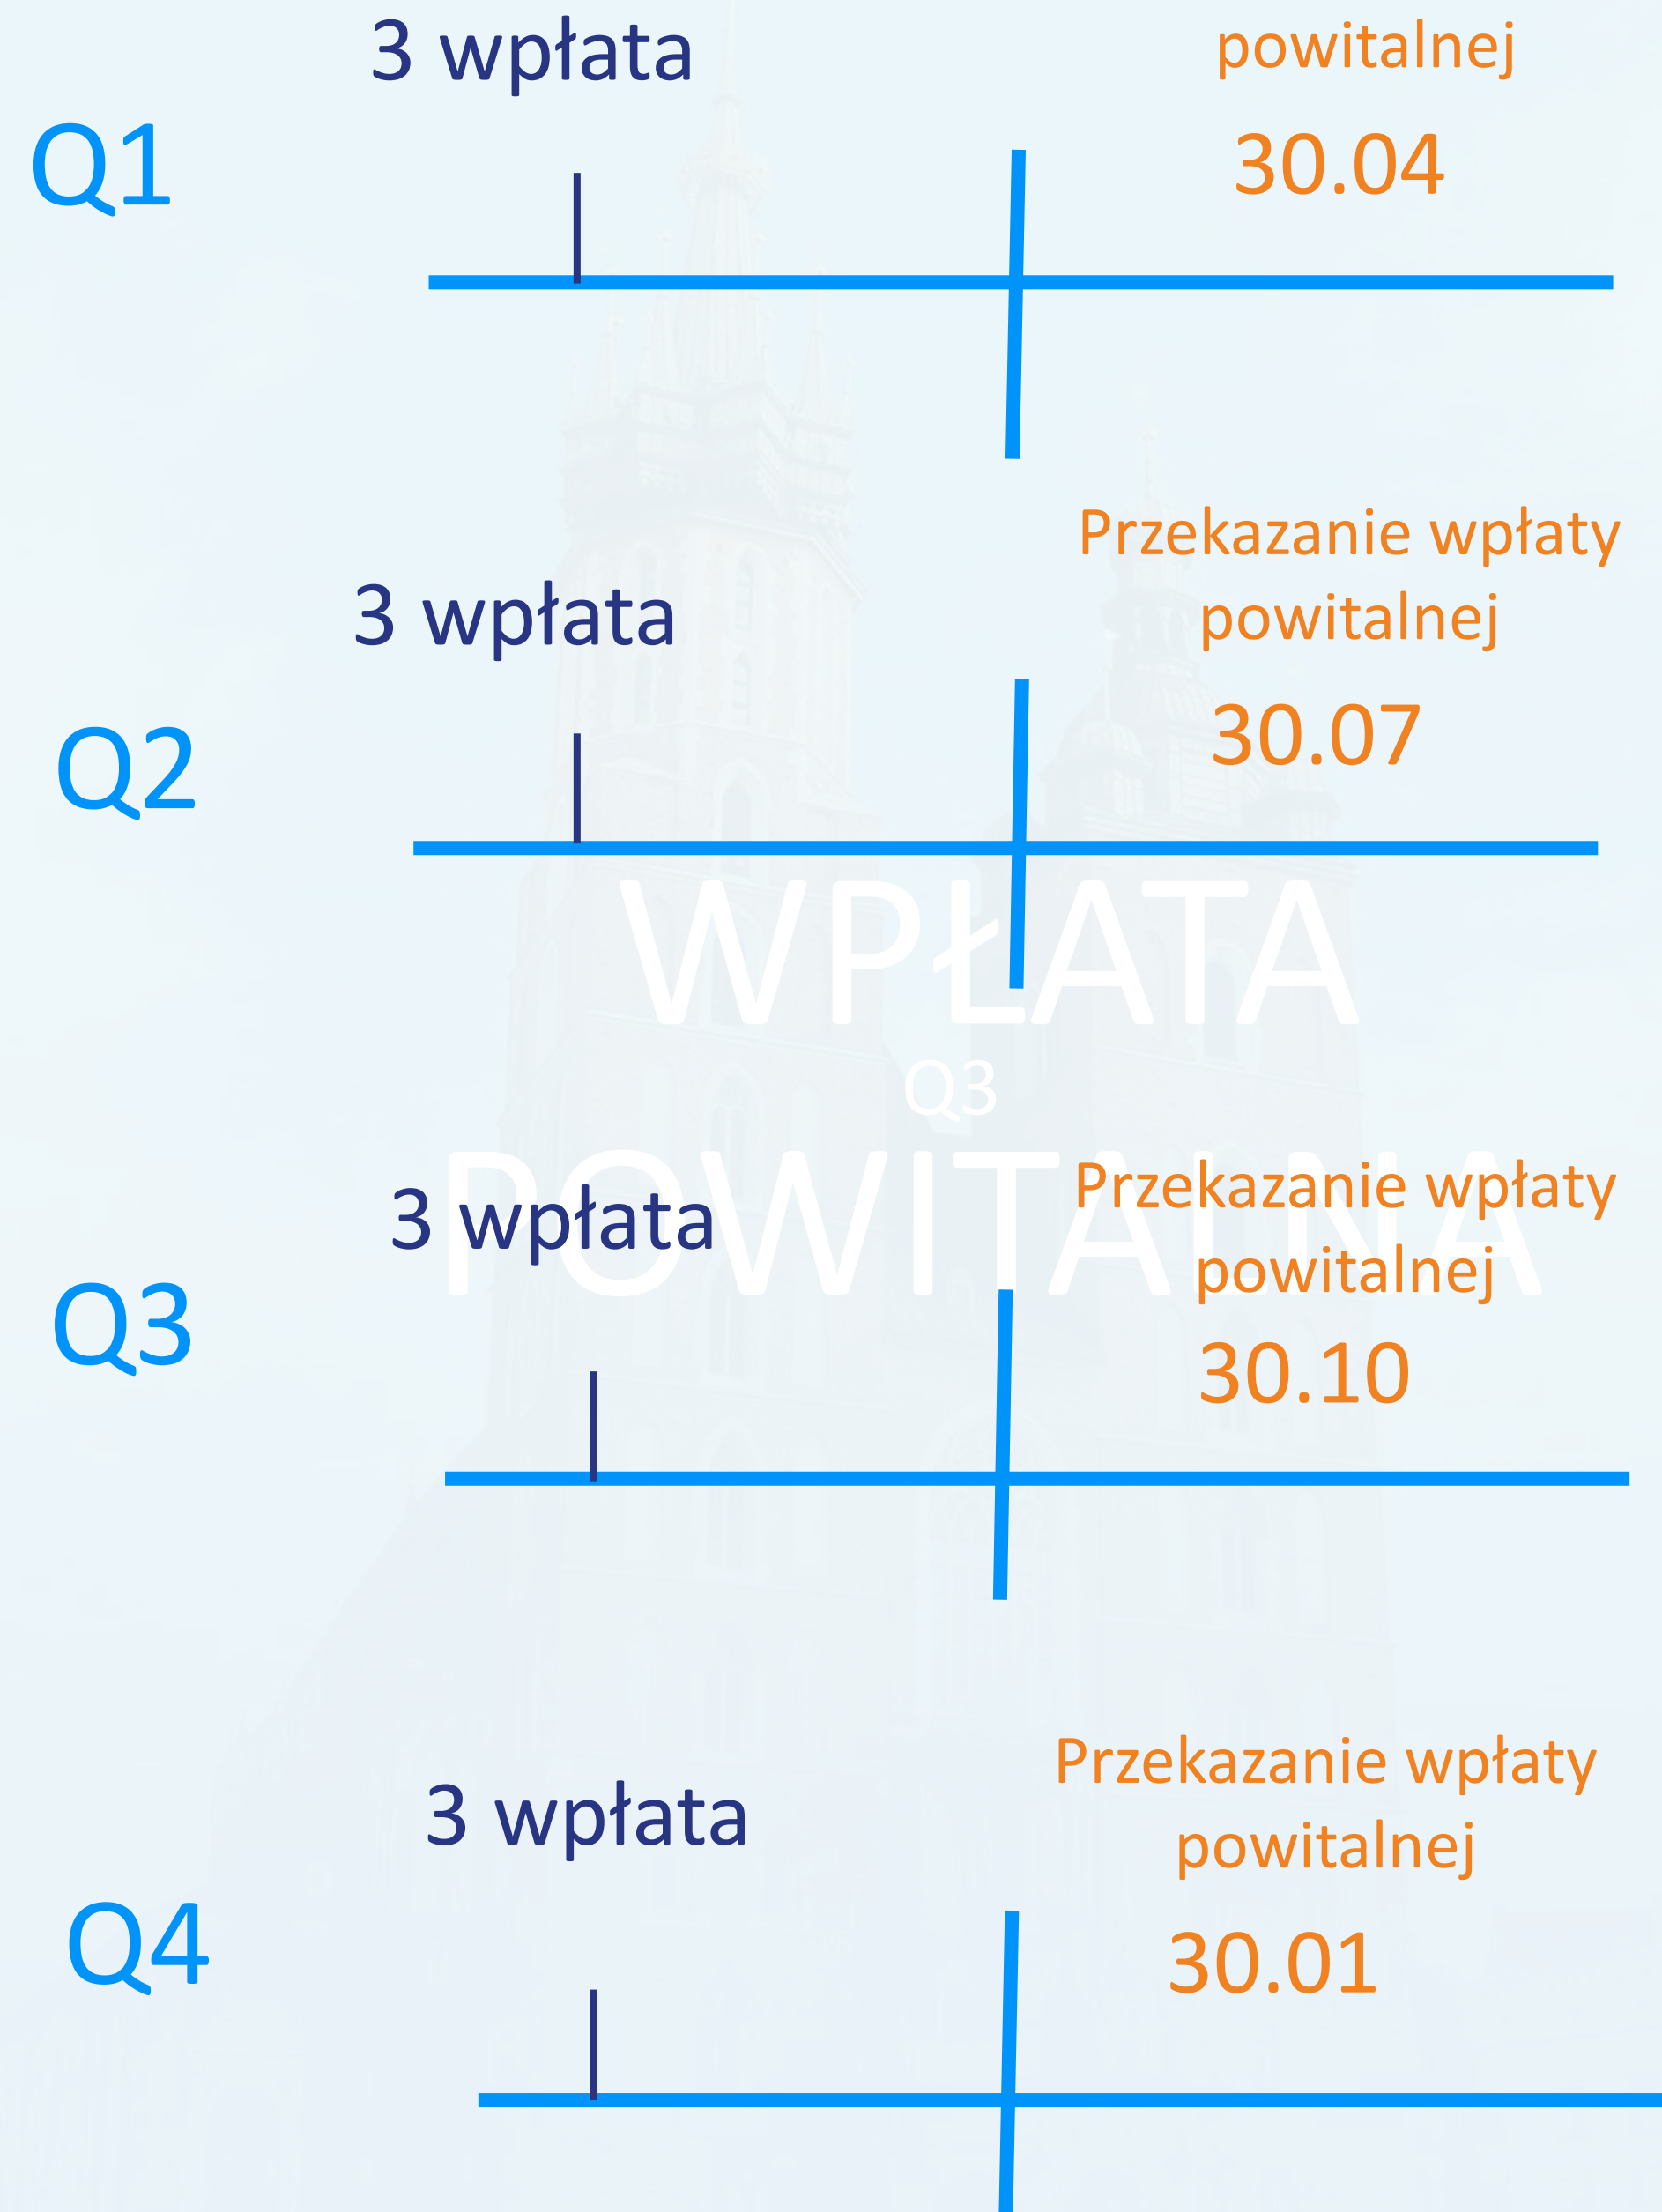 3 wpłata
powitalnej
Q1
30.04
Przekazanie wpłaty
3 wpłata
powitalnej
Q2
30.07
WPŁATA
Q3
POWITALNA
3 wpłata
Przekazanie wpłaty
powitalnej
Q3
30.10
Przekazanie wpłaty
3 wpłata
powitalnej
Q4
30.01